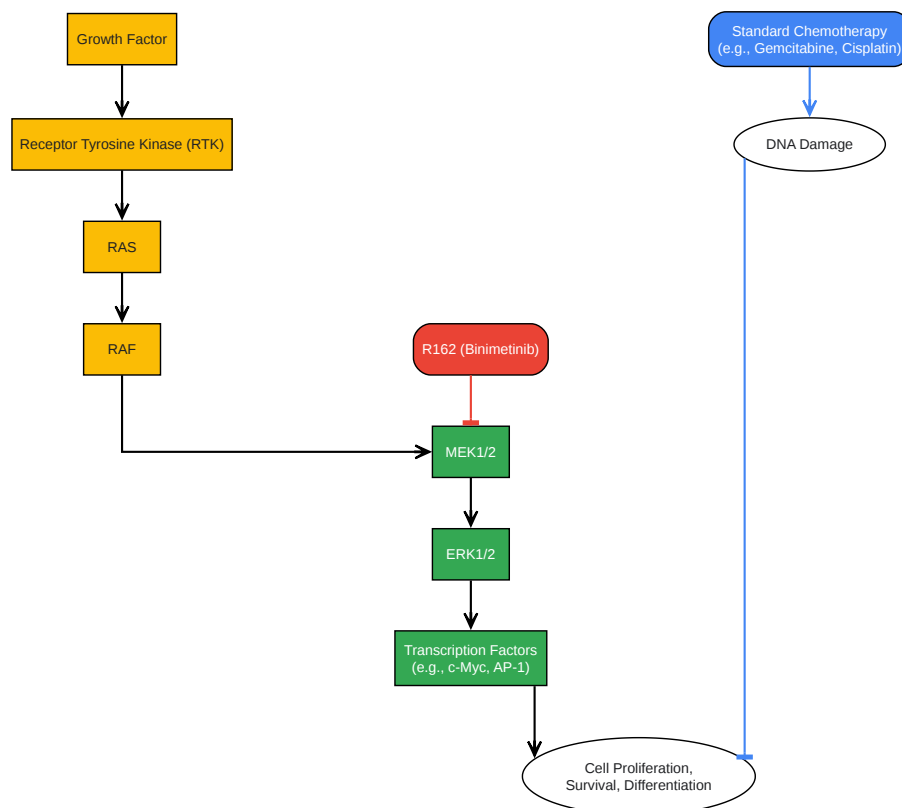 Growth Factor
Standard Chemotherapy
(e.g., Gemcitabine, Cisplatin)
Receptor Tyrosine Kinase (RTK)
DNA Damage
RAS
RAF
R162 (Binimetinib)
MEK1/2
ERK1/2
Transcription Factors
(e.g., c-Myc, AP-1)
Cell Proliferation,
Survival, Differentiation